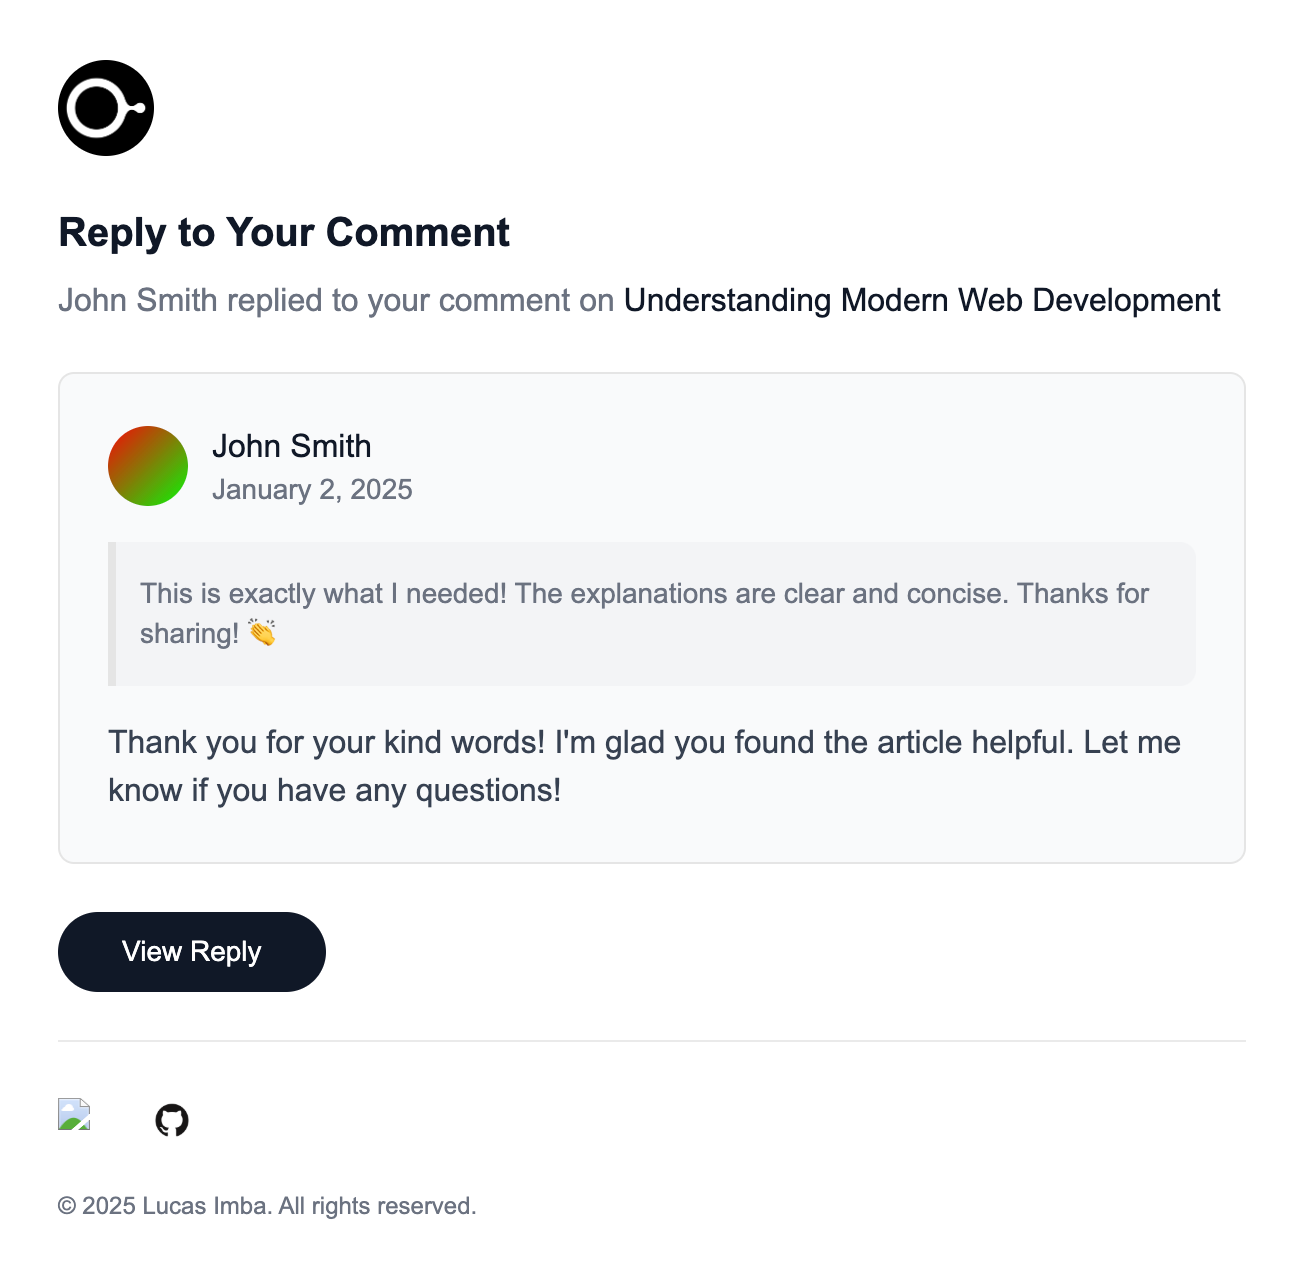 Reply to Your Comment
John Smith replied to your comment on Understanding Modern Web Development
John Smith
January 2, 2025
This is exactly what I needed! The explanations are clear and concise. Thanks for
sharing! 👏
Thank you for your kind words! I'm glad you found the article helpful. Let me
know if you have any questions!
View Reply
© 2025 Lucas Imba. All rights reserved.